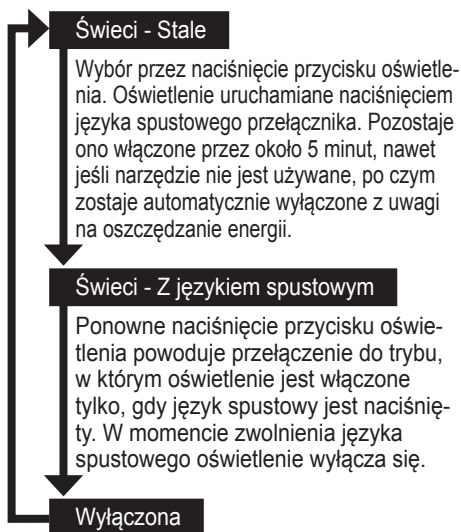 Świeci - Stale
Wybór przez naciśnięcie przycisku oświetle-
nia. Oświetlenie uruchamiane naciśnięciem
języka spustowego przełącznika. Pozostaje
ono włączone przez około 5 minut, nawet
jeśli narzędzie nie jest używane, po czym
zostaje automatycznie wyłączone z uwagi
na oszczędzanie energii.
Świeci - Z językiem spustowym
Ponowne naciśnięcie przycisku oświe-
tlenia powoduje przełączenie do trybu,
w którym oświetlenie jest włączone
tylko, gdy język spustowy jest naciśnię-
ty. W momencie zwolnienia języka
spustowego oświetlenie wyłącza się.
Wyłączona